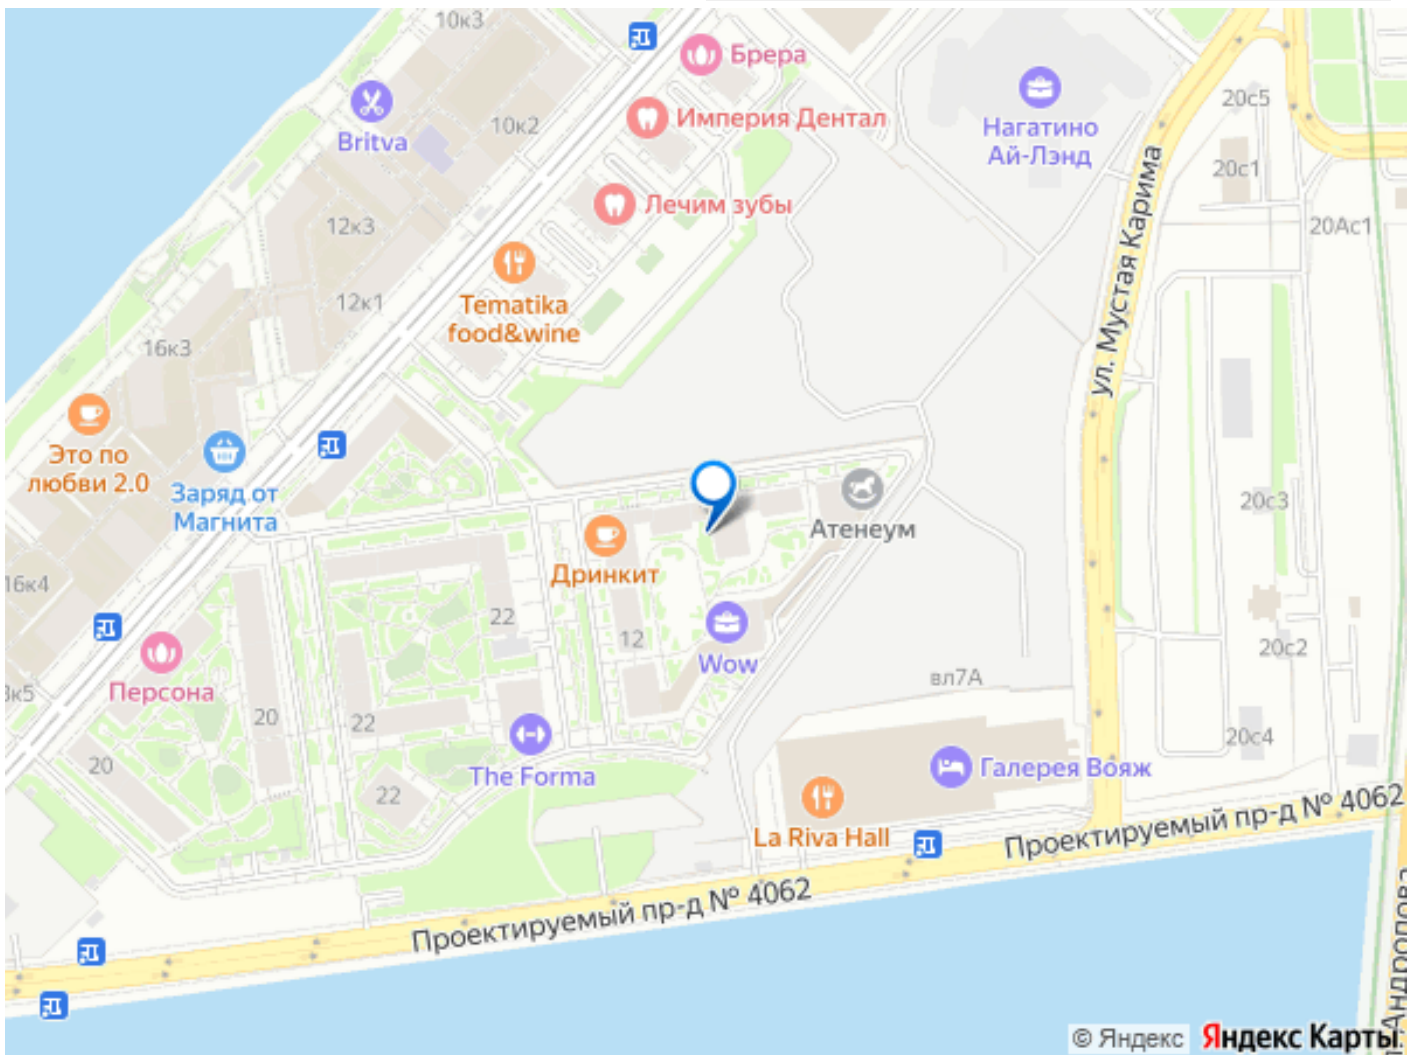 10к3
Брера
Britva
10к2
Империя Дентал
Нагатино
Ай-Лэнд
20с5
20с1
Лечим зубы
12к3
20Ас1
ул. Мустая Карима
12к1
Tematika
food&wine
16к3
Это по
любви 2.0
Заряд от
Магнита
Атенеум
20с3
Дринкит
16к4
22
12
Wow
20с2
Персона
вл7А
20
22
20с4
20
The Forma
22
Галерея Вояж
La Riva Hall
Проектируемый пр-д № 4062
Проектируемый пр-д № 4062
Андропова
© Яндекс
Яндекс Карты